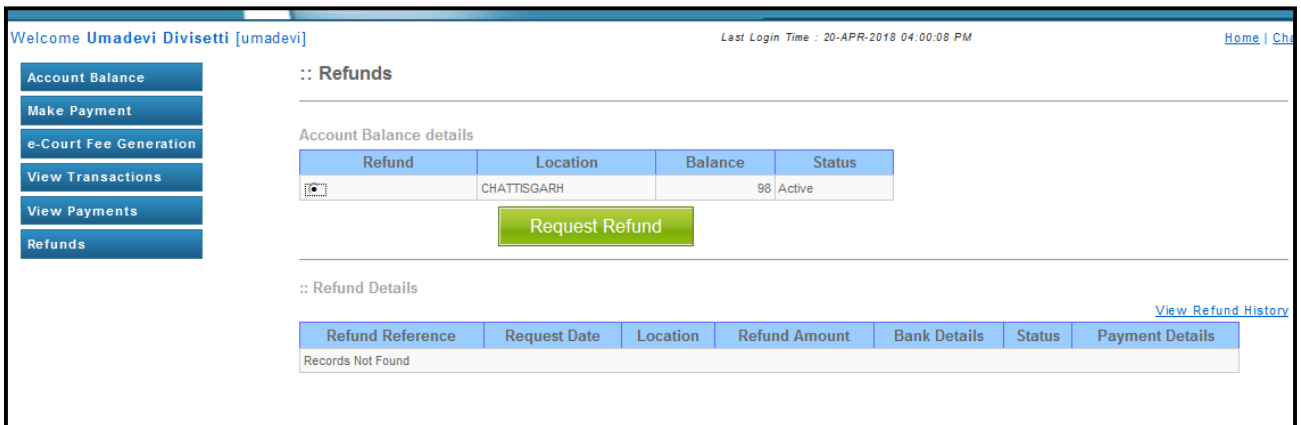 Welcome Umadevi Divisetti [umadevi]
Last Login Time : 20-APR-2018 04:00:08 PM
Home | Cha
Account Balance
Make Payment
e-Court Fee Generation
View Transactions
View Payments
Refunds
:: Refunds
Account Balance details
Refund Location Balance Status
CHATTISGARH 98 Active
Request Refund
:: Refund Details
View Refund History
Refund Reference Request Date Location Refund Amount Bank Details Status Payment Details
Records Not Found